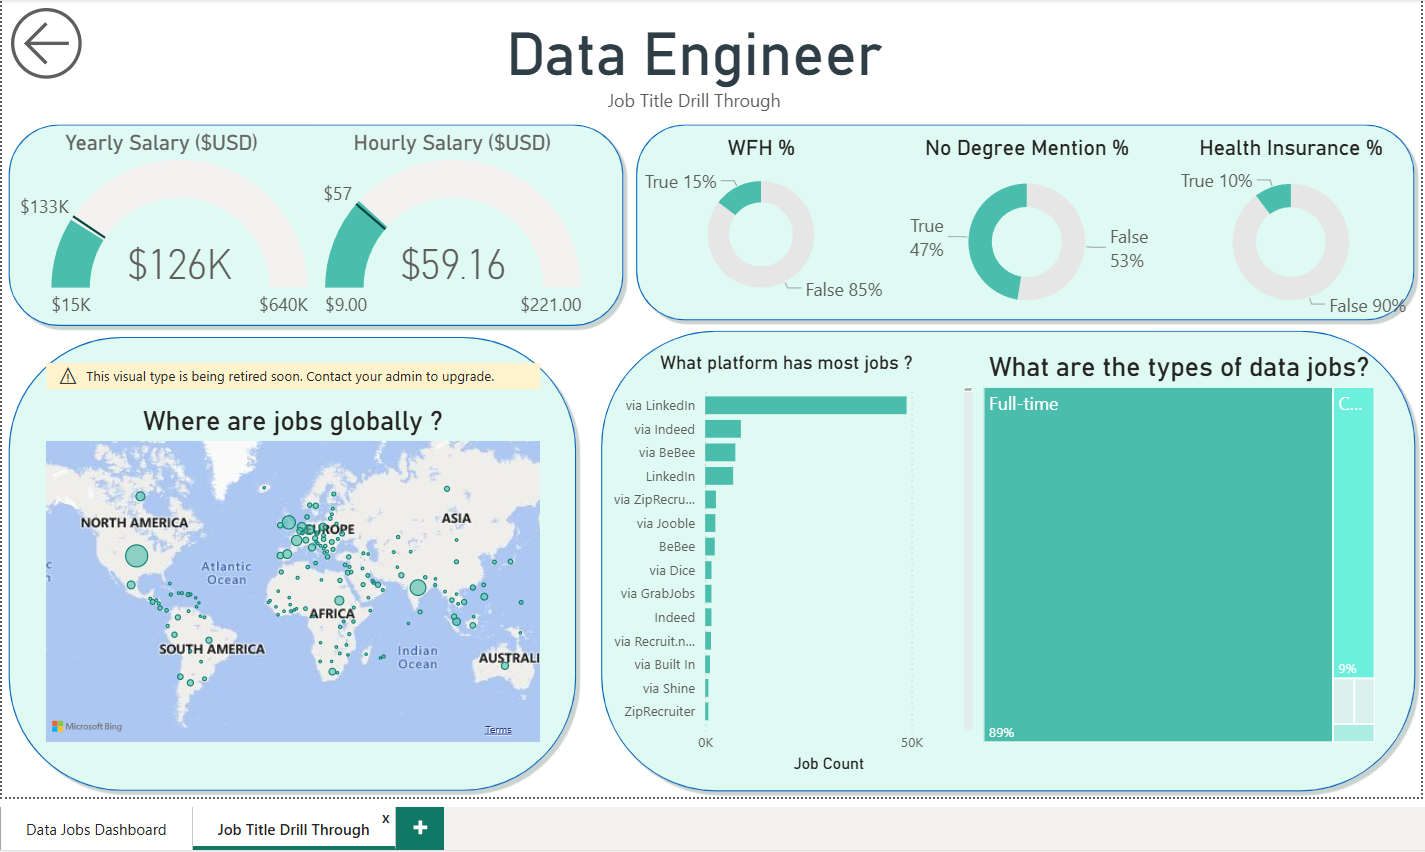 Data Engineer
Job Title Drill Through
Yearly Salary ($USD)
$133K
$126K
$15K
$640K
Hourly Salary ($USD)
$57
$59.16
$9.00
$221.00
WFH %
True 15%
False 85%
No Degree Mention %
True
47%
False
53%
Health Insurance %
True 10%
False 90%
This visual type is being retired soon. Contact your admin to upgrade.
Where are jobs globally ?
NORTH AMERICA
EUROPE
ASIA
Atlantic
Ocean
AFRICA
SOUTH AMERICA
Indian
Ocean
AUSTRALI
Microsoft Bing
Terms
What platform has most jobs ?
via LinkedIn
via Indeed
via BeBee
LinkedIn
via ZipRecru...
via Jooble
BeBee
via Dice
via GrabJobs
Indeed
via Recruit.n...
via Built In
via Shine
ZipRecruiter
0K
50K
Job Count
What are the types of data jobs?
Full-time
C...
9%
89%
Data Jobs Dashboard
Job Title Drill Through
x
+